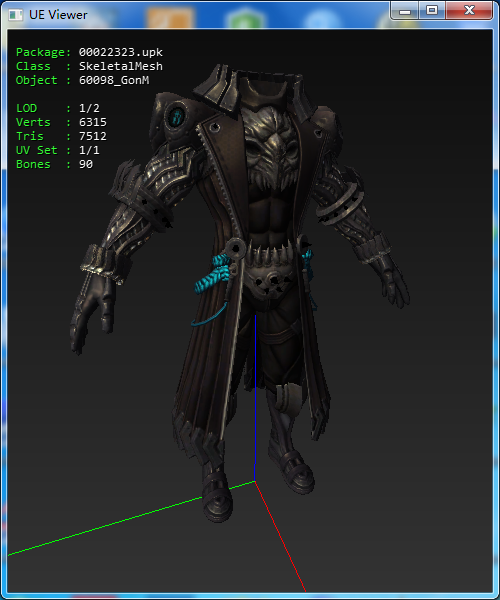 UE Viewer
Package: 00022323.upk
Class  : SkeletalMesh
Object : 60098_GonM
LOD    : 1/2
Verts  : 6315
Tris   : 7512
UV Set : 1/1
Bones  : 90